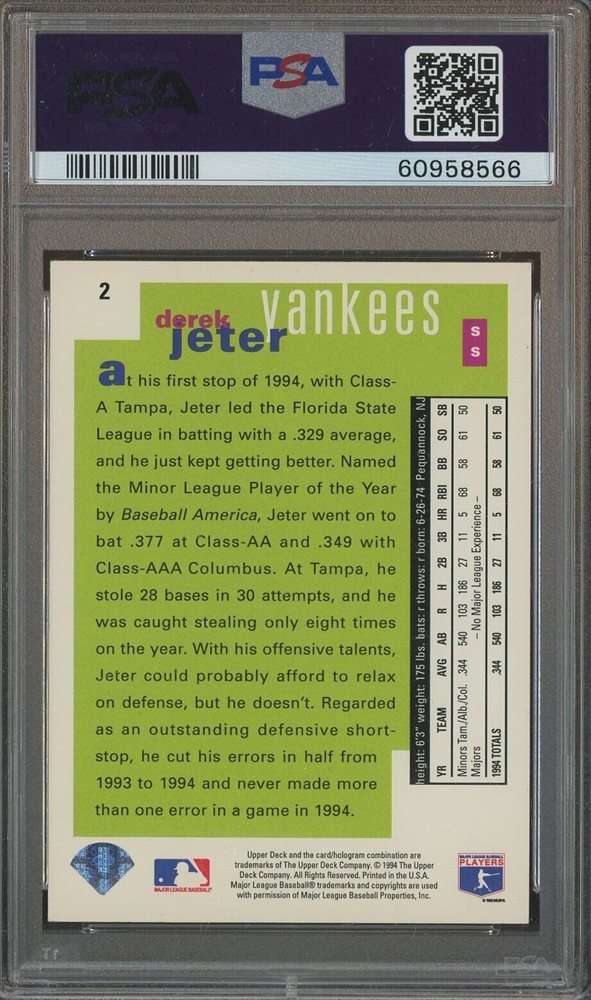 PSA
PSA
60958566
2
yankees
derek
jeter
s
s
at his first stop of 1994, with Class-
A Tampa, Jeter led the Florida State
League in batting with a .329 average,
and he just kept getting better. Named
the Minor League Player of the Year
by Baseball America, Jeter went on to
bat .377 at Class-AA and .349 with
Class-AAA Columbus. At Tampa, he
stole 28 bases in 30 attempts, and he
was caught stealing only eight times
on the year. With his offensive talents,
Jeter could probably afford to relax
on defense, but he doesn't. Regarded
as an outstanding defensive short-
stop, he cut his errors in half from
1993 to 1994 and never made more
than one error in a game in 1994.
height: 6'3" weight: 175 lbs. bats: r throws: r born: 6-26-74 Pequannock, NJ
YR TEAM AVG AB R H 2B 3B HR RBI BB SO SB
Minors Tam./Alb./Col. .344 540 103 186 27 11 5 68 58 61 50
Majors – No Major League Experience –
1994 TOTALS .344 540 103 186 27 11 5 68 58 61 50
MAJOR LEAGUE BASEBALL
Upper Deck and the card/hologram combination are
trademarks of The Upper Deck Company. © 1994 The Upper
Deck Company. All Rights Reserved. Printed in the U.S.A.
Major League Baseball® trademarks and copyrights are used
with permission of Major League Baseball Properties, Inc.
MAJOR LEAGUE BASEBALL
PLAYERS